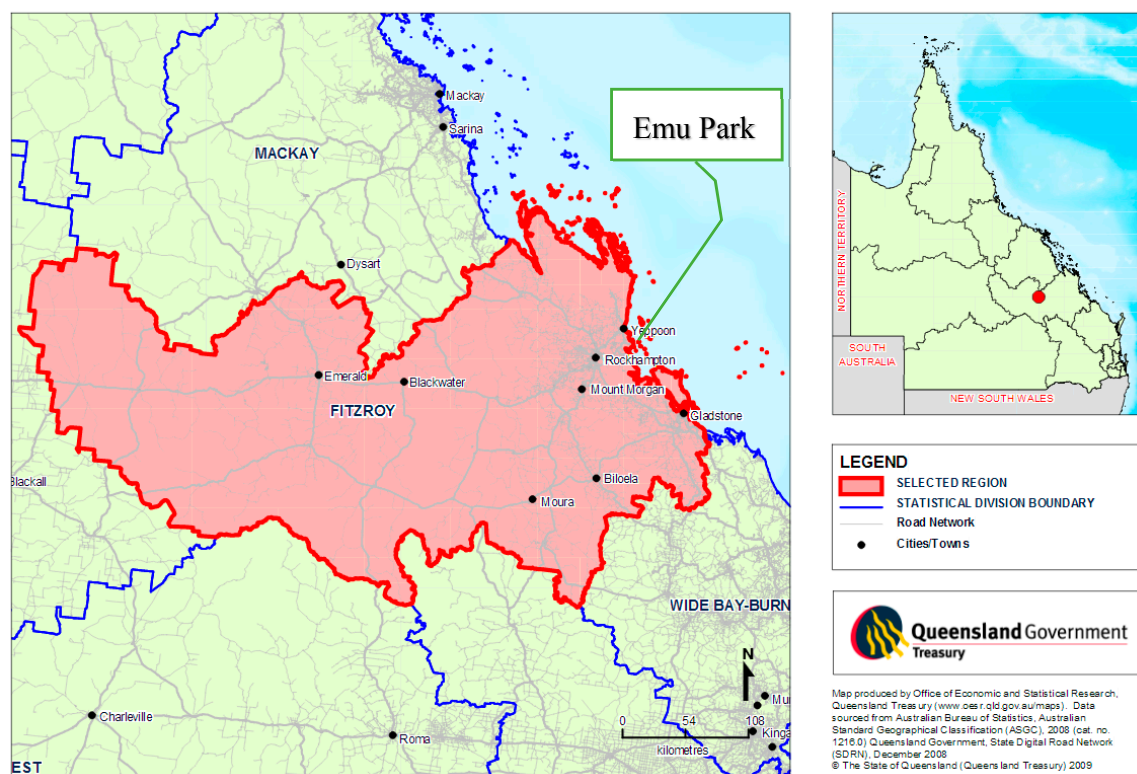 Mackay
Sarina
MACKAY
Emu Park
Dysart
Yeppoon
Rockhampton
Emerald
Blackwater
Mount Morgan
FITZROY
Gladstone
Blackall
Biloela
Moura
WIDE BAY-BURN
N
Mu
0 54 108
Kinga
kilometres
Charleville
Roma
EST
NORTHERN TERRITORY
SOUTH
AUSTRALIA
NEW SOUTH WALES
LEGEND
SELECTED REGION
STATISTICAL DIVISION BOUNDARY
Road Network
Cities/Towns
Queensland Government
Treasury
Map produced by Office of Economic and Statistical Research,
Queensland Treasury (www.oesr.qld.gov.au/maps). Data
sourced from Australian Bureau of Statistics, Australian
Standard Geographical Classification (ASGC), 2008 (cat. no.
1216.0) Queensland Government, State Digital Road Network
(SDRN), December 2008
© The State of Queensland (Queensland Treasury) 2009